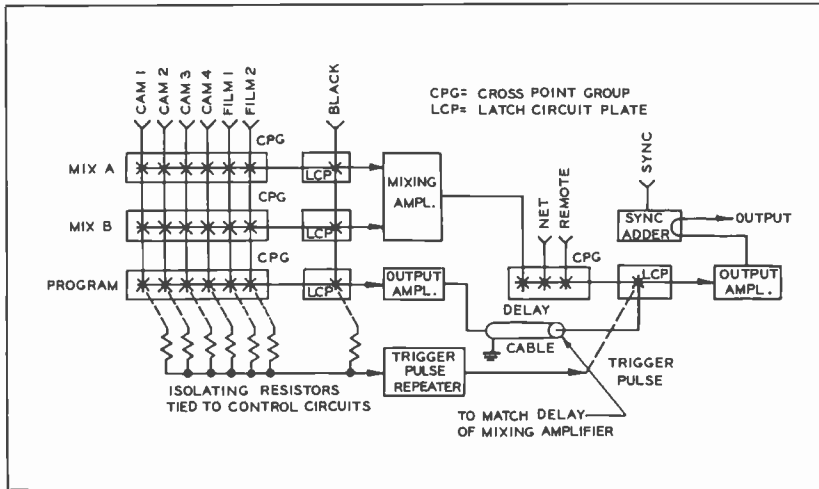 CAM 1
CAM 2
CAM 3
CAM 4
FILM 1
FILM 2
BLACK
CPG= CROSS POINT GROUP
LCP= LATCH CIRCUIT PLATE
CPG
MIX A
LCP
MIXING
AMPL.
SYNC
CPG
MIX B
LCP
NET
REMOTE
SYNC
ADDER
OUTPUT
CPG
CPG
PROGRAM
LCP
OUTPUT
AMPL.
LCP
OUTPUT
AMPL.
DELAY
CABLE
TRIGGER
PULSE
REPEATER
TRIGGER
PULSE
ISOLATING RESISTORS
TIED TO CONTROL CIRCUITS
TO MATCH DELAY
OF MIXING AMPLIFIER